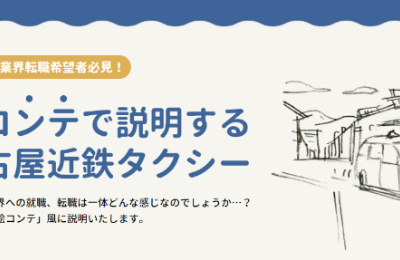 業界転職希望者必見！
コンテで説明する
古屋近鉄タクシー
界への就職、転職は一体どんな感じなのでしょうか…？
絵コンテ」風に説明いたします。